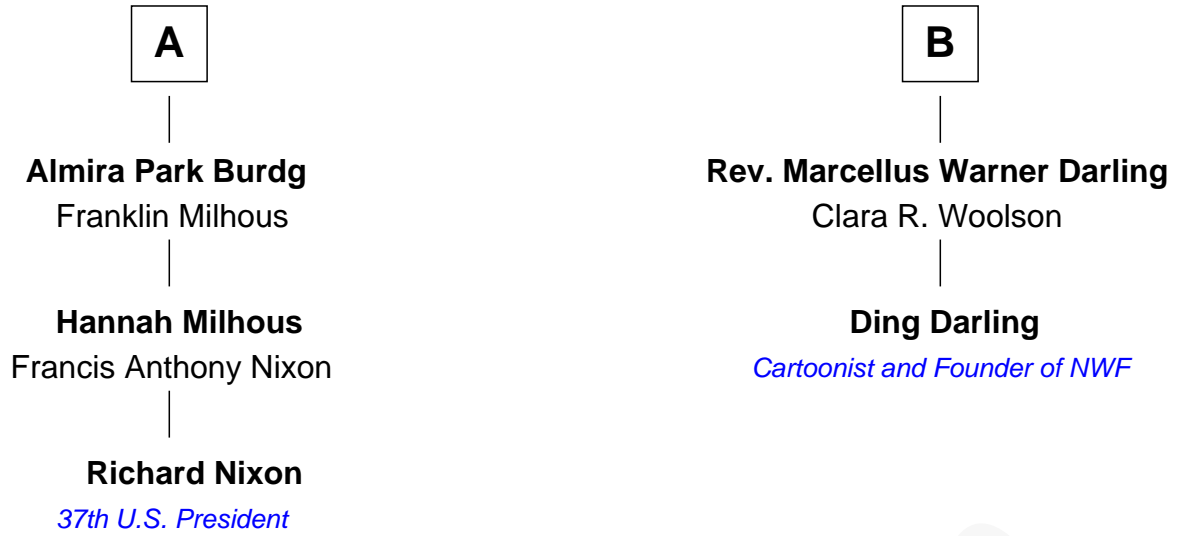 A
Almira Park Burdg
Franklin Milhous
Hannah Milhous
Francis Anthony Nixon
Richard Nixon
37th U.S. President
B
Rev. Marcellus Warner Darling
Clara R. Woolson
Ding Darling
Cartoonist and Founder of NWF